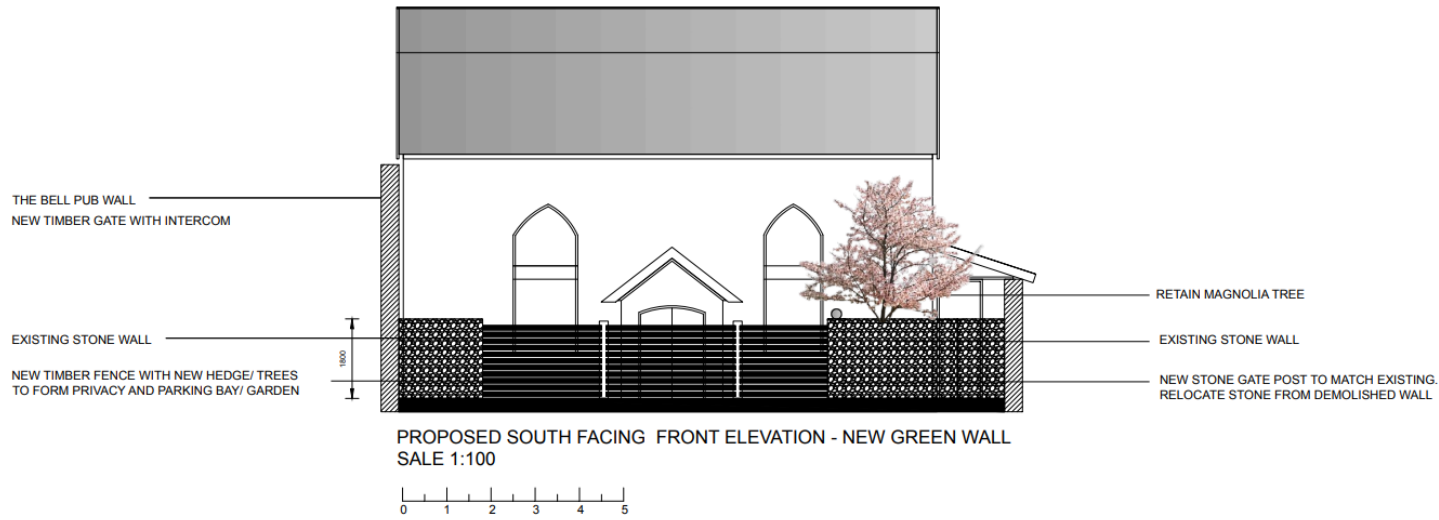 THE BELL PUB WALL
NEW TIMBER GATE WITH INTERCOM
EXISTING STONE WALL
NEW TIMBER FENCE WITH NEW HEDGE/ TREES
TO FORM PRIVACY AND PARKING BAY/ GARDEN
1800
RETAIN MAGNOLIA TREE
EXISTING STONE WALL
NEW STONE GATE POST TO MATCH EXISTING.
RELOCATE STONE FROM DEMOLISHED WALL
PROPOSED SOUTH FACING FRONT ELEVATION - NEW GREEN WALL
SALE 1:100
0 1 2 3 4 5